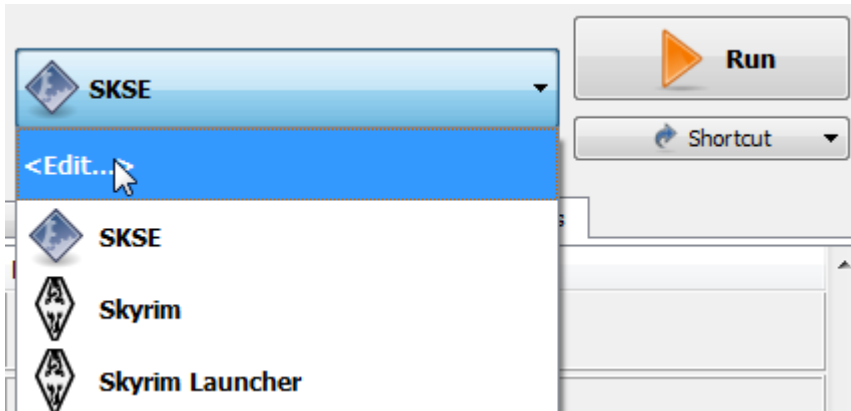 SKSE
Run
Shortcut
<Edit...>
SKSE
Skyrim
Skyrim Launcher